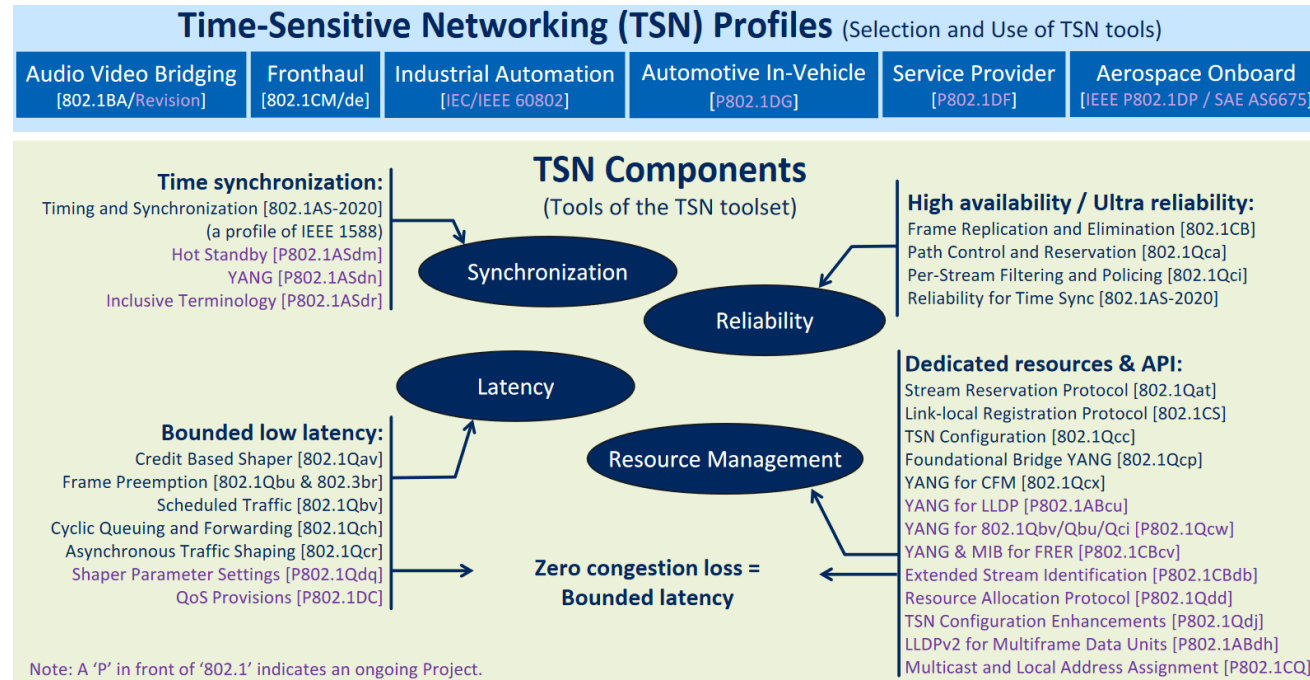 Time-Sensitive Networking (TSN) Profiles (Selection and Use of TSN tools)
Audio Video Bridging
[802.1BA/Revision]
Fronthaul
[802.1CM/de]
Industrial Automation
[IEC/IEEE 60802]
Automotive In-Vehicle
[P802.1DG]
Service Provider
[P802.1DF]
Aerospace Onboard
[IEEE P802.1DP / SAE AS6675]
TSN Components
(Tools of the TSN toolset)
Time synchronization:
Timing and Synchronization [802.1AS-2020]
(a profile of IEEE 1588)
Hot Standby [P802.1ASdm]
YANG [P802.1ASdn]
Inclusive Terminology [P802.1ASdr]
Synchronization
Reliability
Latency
Resource Management
High availability / Ultra reliability:
Frame Replication and Elimination [802.1CB]
Path Control and Reservation [802.1Qca]
Per-Stream Filtering and Policing [802.1Qci]
Reliability for Time Sync [802.1AS-2020]
Bounded low latency:
Credit Based Shaper [802.1Qav]
Frame Preemption [802.1Qbu & 802.3br]
Scheduled Traffic [802.1Qbv]
Cyclic Queuing and Forwarding [802.1Qch]
Asynchronous Traffic Shaping [802.1Qcr]
Shaper Parameter Settings [P802.1Qdq]
QoS Provisions [P802.1DC]
Zero congestion loss =
Bounded latency
Dedicated resources & API:
Stream Reservation Protocol [802.1Qat]
Link-local Registration Protocol [802.1CS]
TSN Configuration [802.1Qcc]
Foundational Bridge YANG [802.1Qcp]
YANG for CFM [802.1Qcx]
YANG for LLDP [P802.1ABcu]
YANG for 802.1Qbv/Qbu/Qci [P802.1Qcw]
YANG & MIB for FRER [P802.1CBcv]
Extended Stream Identification [P802.1CBdb]
Resource Allocation Protocol [P802.1Qdd]
TSN Configuration Enhancements [P802.1Qdj]
LLDPv2 for Multiframe Data Units [P802.1ABdh]
Multicast and Local Address Assignment [P802.1CQ]
Note: A 'P' in front of '802.1' indicates an ongoing Project.